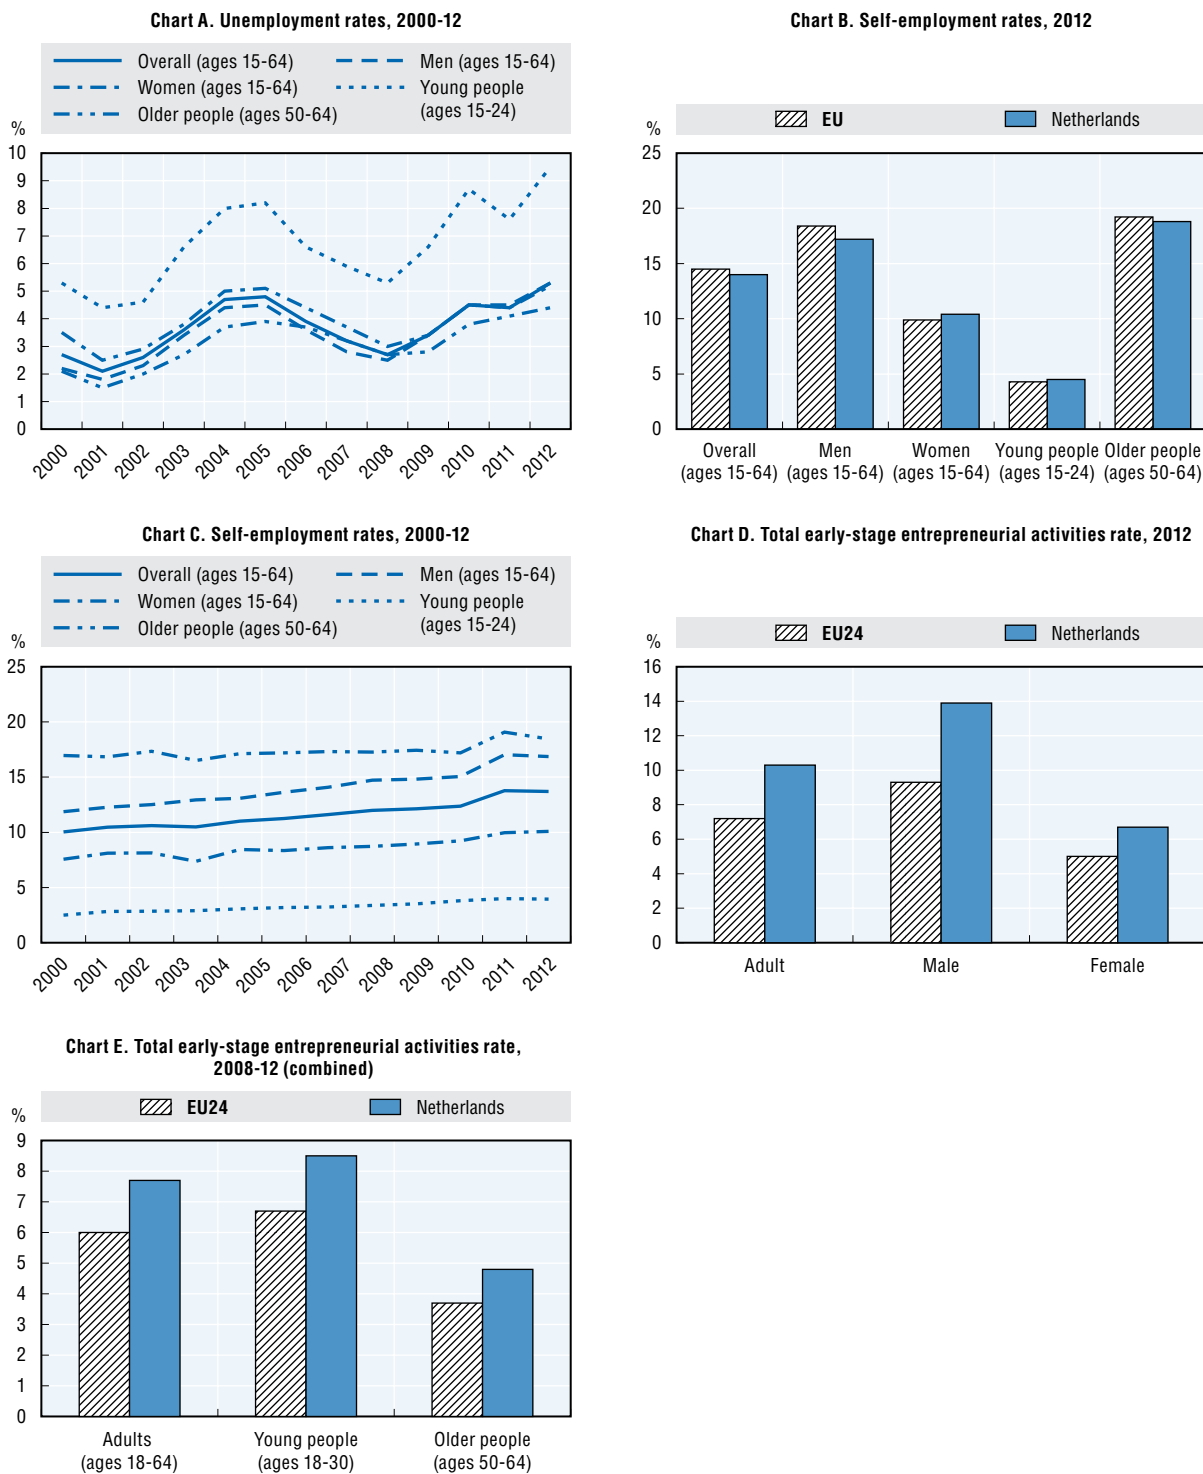 Chart A. Unemployment rates, 2000-12
Overall (ages 15-64)
Men (ages 15-64)
Women (ages 15-64)
Young people
(ages 15-24)
Older people (ages 50-64)
%
10
9
8
7
6
5
4
3
2
1
0
2000
2001
2002
2003
2004
2005
2006
2007
2008
2009
2010
2011
2012
Chart B. Self-employment rates, 2012
EU
Netherlands
%
25
20
15
10
5
0
Overall
(ages 15-64)
Men
(ages 15-64)
Women
(ages 15-64)
Young people
(ages 15-24)
Older people
(ages 50-64)
Chart C. Self-employment rates, 2000-12
Overall (ages 15-64)
Men (ages 15-64)
Women (ages 15-64)
Young people
(ages 15-24)
Older people (ages 50-64)
%
25
20
15
10
5
0
2000
2001
2002
2003
2004
2005
2006
2007
2008
2009
2010
2011
2012
Chart D. Total early-stage entrepreneurial activities rate, 2012
EU24
Netherlands
%
16
14
12
10
8
6
4
2
0
Adult
Male
Female
Chart E. Total early-stage entrepreneurial activities rate,
2008-12 (combined)
EU24
Netherlands
%
9
8
7
6
5
4
3
2
1
0
Adults
(ages 18-64)
Young people
(ages 18-30)
Older people
(ages 50-64)